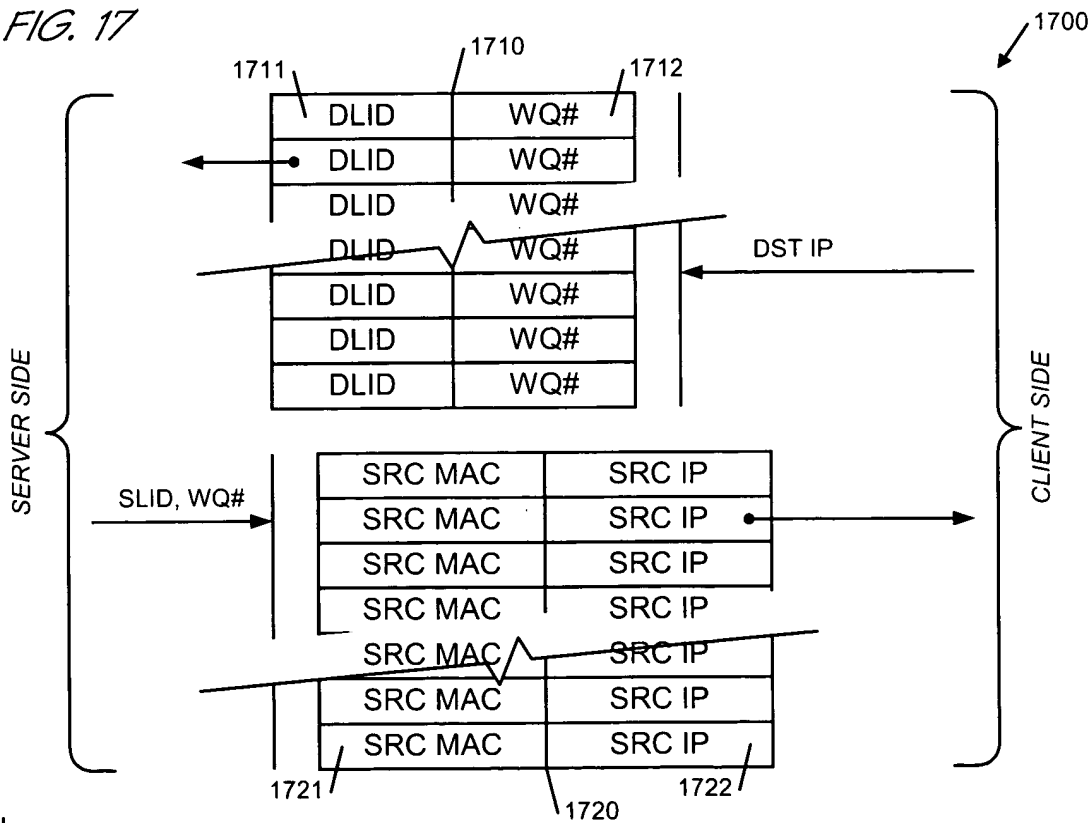 FIG. 17
1700
1710
1711
1712
DLID WQ#
DLID WQ#
DLID WQ#
DLID WQ#
DST IP
DLID WQ#
DLID WQ#
DLID WQ#
SERVER SIDE
CLIENT SIDE
SRC MAC SRC IP
SLID, WQ#
SRC MAC SRC IP
SRC MAC SRC IP
SRC MAC SRC IP
SRC MAC SRC IP
SRC MAC SRC IP
SRC MAC SRC IP
1721
1720
1722